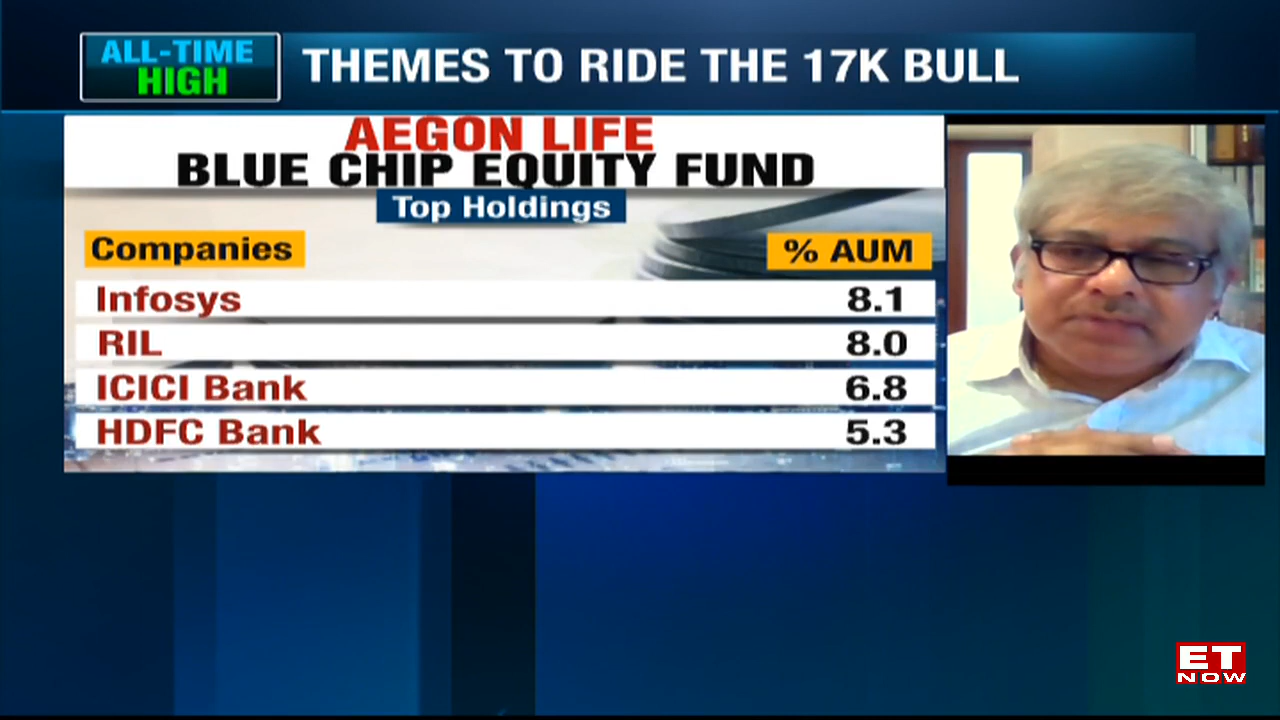 ALL-TIME
HIGH
THEMES TO RIDE THE 17K BULL
AEGON LIFE
BLUE CHIP EQUITY FUND
Top Holdings
Companies % AUM
Infosys 8.1
RIL 8.0
ICICI Bank 6.8
HDFC Bank 5.3
ET
NOW